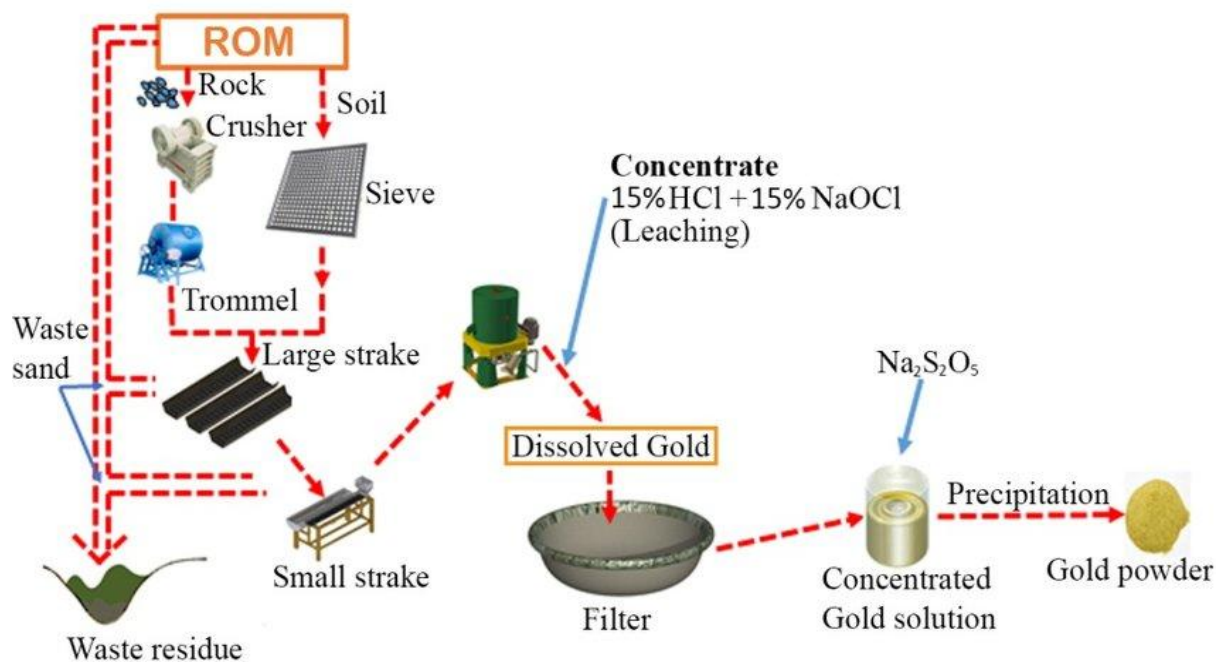 ROM
Rock
Soil
Crusher
Sieve
Concentrate
15%HCl +15% NaOCl
(Leaching)
Trommel
Waste
sand
Large strake
Na₂S₂O₅
Dissolved Gold
Precipitation
Small strake
Filter
Concentrated
Gold solution
Gold powder
Waste residue